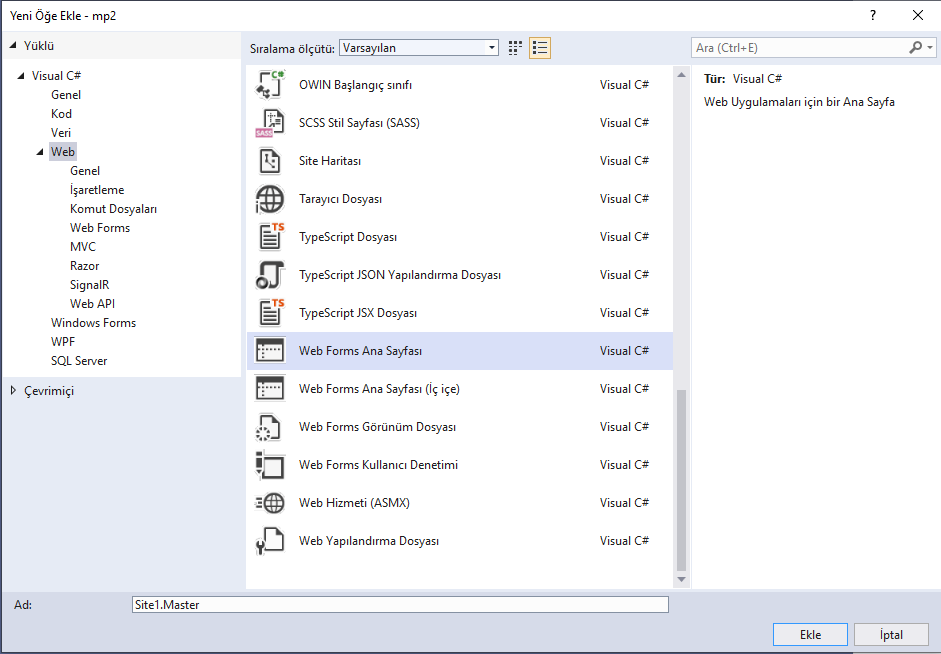 Yeni Öğe Ekle - mp2
?
Yüklü
Sıralama ölçütü: Varsayılan
Ara (Ctrl+E)
Visual C#
Genel
Kod
Veri
Web
Genel
İşaretleme
Komut Dosyaları
Web Forms
MVC
Razor
SignalR
Web API
Windows Forms
WPF
SQL Server
Çevrimiçi
C# OWIN Başlangıç sınıfı Visual C#
SASS SCSS Stil Sayfası (SASS) Visual C#
Site Haritası Visual C#
Tarayıcı Dosyası Visual C#
TS TypeScript Dosyası Visual C#
TypeScript JSON Yapılandırma Dosyası Visual C#
TS TypeScript JSX Dosyası Visual C#
Web Forms Ana Sayfası Visual C#
Web Forms Ana Sayfası (İç içe) Visual C#
Web Forms Görünüm Dosyası Visual C#
Web Forms Kullanıcı Denetimi Visual C#
Web Hizmeti (ASMX) Visual C#
Web Yapılandırma Dosyası Visual C#
Tür: Visual C#
Web Uygulamaları için bir Ana Sayfa
Ad: Site1.Master
Ekle İptal